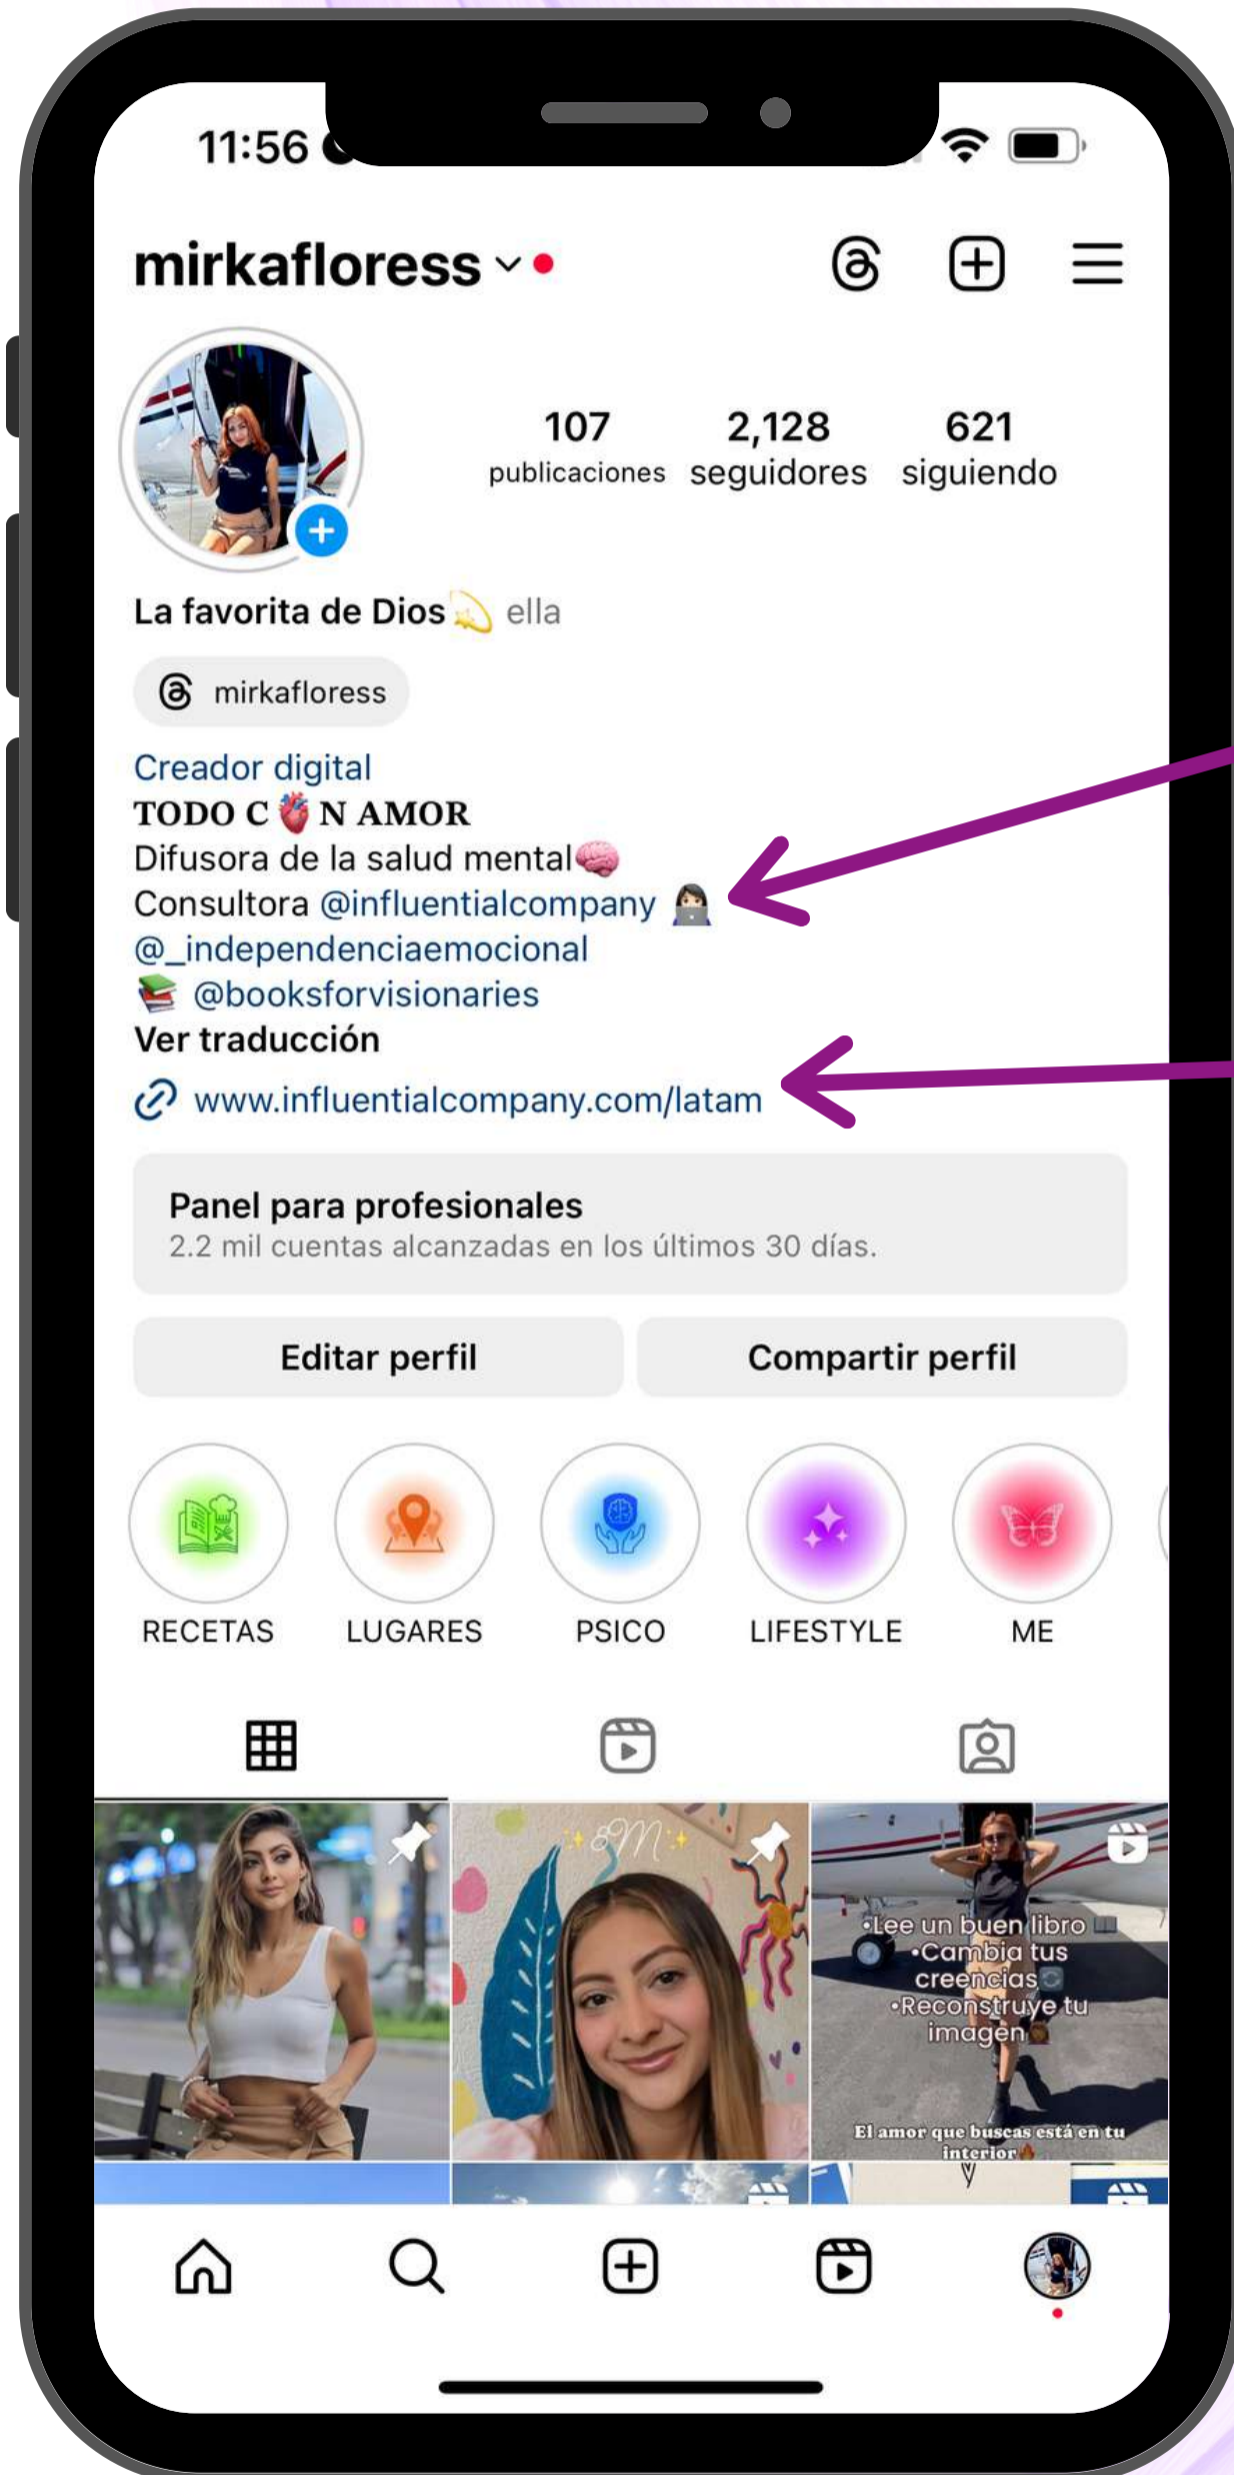 11:56
mirkafloress
107 2,128 621
publicaciones seguidores siguiendo
La favorita de Dios💫 ella
mirkafloress
Creador digital
TODO C🫀N AMOR
Difusora de la salud mental🧠
Consultora @influentialcompany 👩🏻‍💻
@_independenciaemocional
📚 @booksforvisionaries
Ver traducción
www.influentialcompany.com/latam
Panel para profesionales
2.2 mil cuentas alcanzadas en los últimos 30 días.
Editar perfil Compartir perfil
RECETAS LUGARES PSICO LIFESTYLE ME
✨8M✨
•Lee un buen libro 📖
•Cambia tus
creencias🔄
•Reconstruye tu
imagen
El amor que buscas está en tu
interior🔥